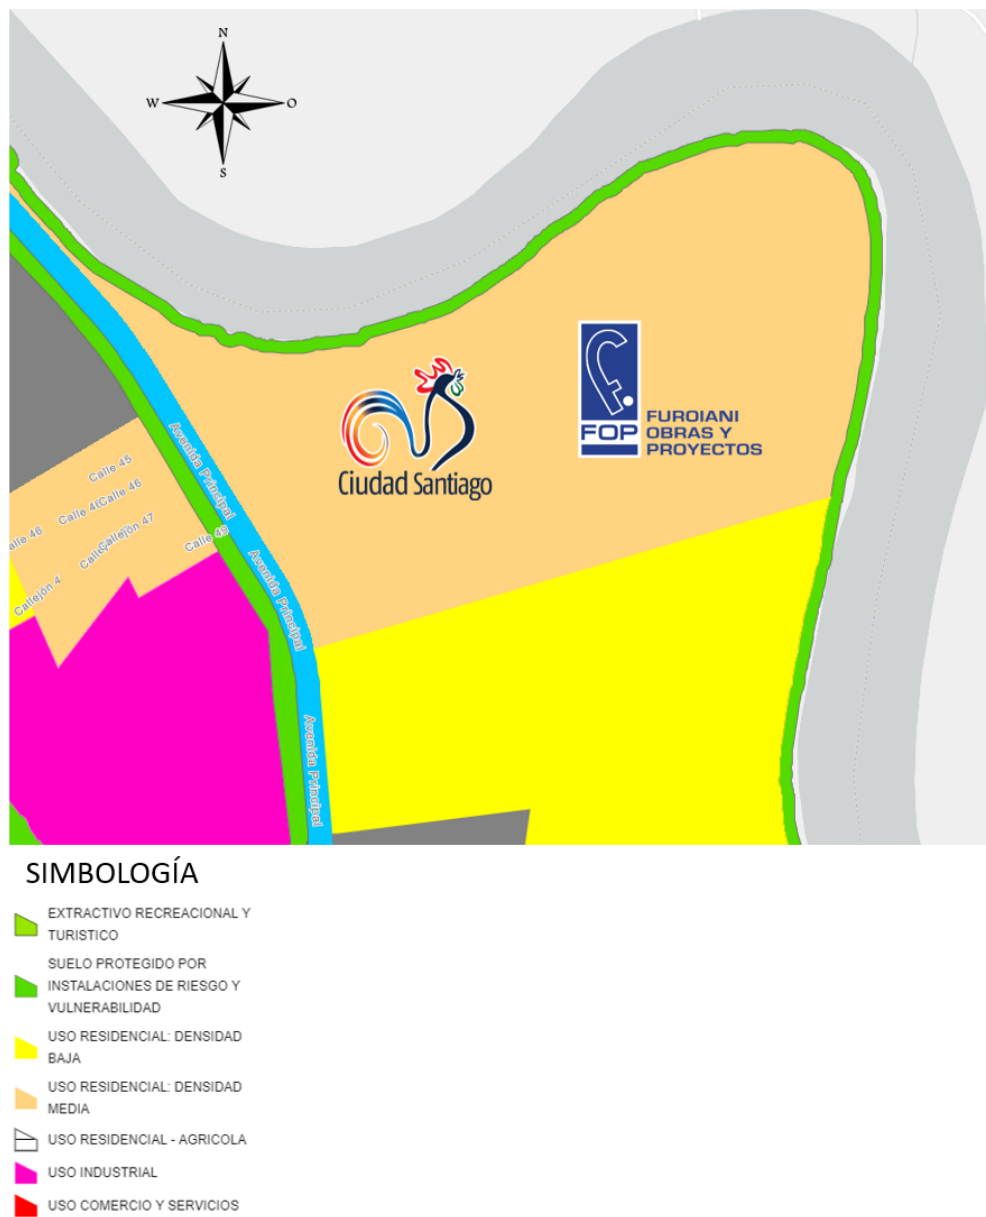 N
W
O
S
Avenida Principal
Calle 45
Calle 46
Calle 46
Callejón 47
Calle 48
Callejón 4
Avenida Principal
Avenida Principal
Ciudad Santiago
FOP
FUROIANI
OBRAS Y
PROYECTOS
SIMBOLOGÍA
EXTRACTIVO RECREACIONAL Y
TURISTICO
SUELO PROTEGIDO POR
INSTALACIONES DE RIESGO Y
VULNERABILIDAD
USO RESIDENCIAL: DENSIDAD
BAJA
USO RESIDENCIAL: DENSIDAD
MEDIA
USO RESIDENCIAL - AGRICOLA
USO INDUSTRIAL
USO COMERCIO Y SERVICIOS